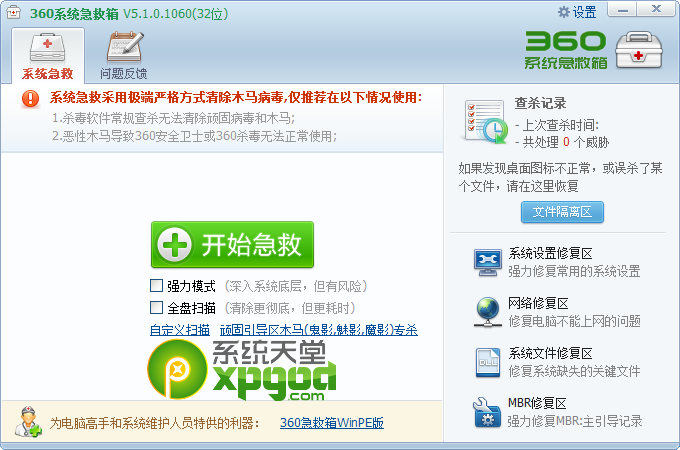 360系统急救箱 V5.1.0.1060(32位)
设置
系统急救
问题反馈
360
系统急救箱
系统急救采用极端严格方式清除木马病毒,仅推荐在以下情况使用:
1.杀毒软件常规查杀无法清除顽固病毒和木马;
2.恶性木马导致360安全卫士或360杀毒无法正常使用;
开始急救
强力模式 (深入系统底层，但有风险)
全盘扫描 (清除更彻底，但更耗时)
自定义扫描 顽固引导区木马(鬼影,魅影,魔影)专杀
系统天堂
xpgod.com
为电脑高手和系统维护人员特供的利器： 360急救箱WinPE版
查杀记录
- 上次查杀时间:
- 共处理 0 个威胁
如果发现桌面图标不正常，或误杀了某
个文件，请在这里恢复
文件隔离区
系统设置修复区
强力修复常用的系统设置
网络修复区
修复电脑不能上网的问题
系统文件修复区
修复系统缺失的关键文件
MBR修复区
强力修复MBR:主引导记录